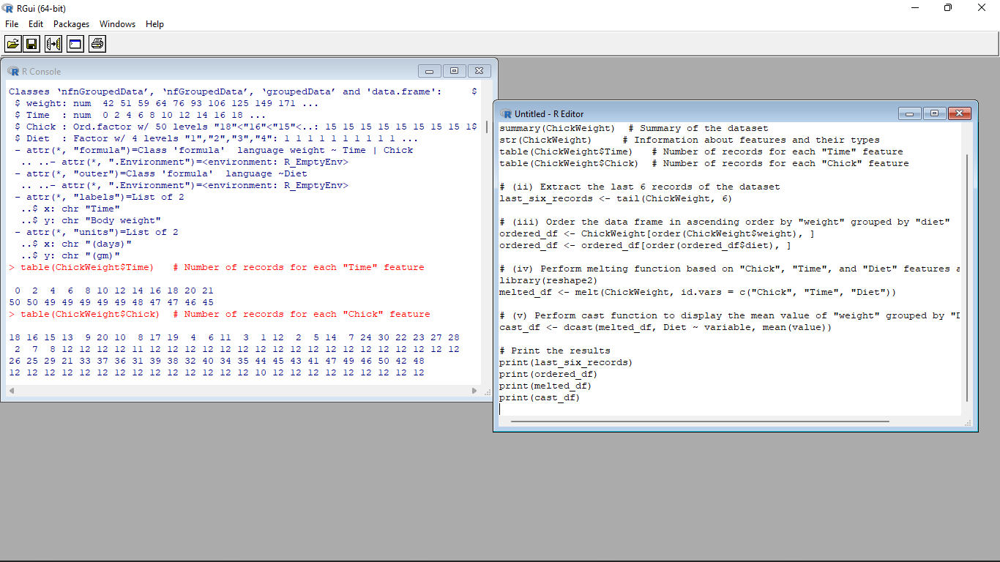 RGui (64-bit)
File Edit Packages Windows Help
R Console
Classes ‘nfnGroupedData’, ‘nfGroupedData’, ‘groupedData’ and 'data.frame': $
$ weight: num 42 51 59 64 76 93 106 125 149 171 ...
$ Time : num 0 2 4 6 8 10 12 14 16 18 ...
$ Chick : Ord.factor w/ 50 levels "18"<"16"<"15"<..: 15 15 15 15 15 15 15 15 1$
$ Diet : Factor w/ 4 levels "1","2","3","4": 1 1 1 1 1 1 1 1 1 1 ...
- attr(*, "formula")=Class 'formula' language weight ~ Time | Chick
.. ..- attr(*, ".Environment")=<environment: R_EmptyEnv>
- attr(*, "outer")=Class 'formula' language ~Diet
.. ..- attr(*, ".Environment")=<environment: R_EmptyEnv>
- attr(*, "labels")=List of 2
..$ x: chr "Time"
..$ y: chr "Body weight"
- attr(*, "units")=List of 2
..$ x: chr "(days)"
..$ y: chr "(gm)"
> table(ChickWeight$Time) # Number of records for each "Time" feature
0 2 4 6 8 10 12 14 16 18 20 21
50 50 49 49 49 49 49 48 47 47 46 45
> table(ChickWeight$Chick) # Number of records for each "Chick" feature
18 16 15 13 9 20 10 8 17 19 4 6 11 3 1 12 2 5 14 7 24 30 22 23 27 28
2 7 8 12 12 12 12 11 12 12 12 12 12 12 12 12 12 12 12 12 12 12 12 12 12 12
26 25 29 21 33 37 36 31 39 38 32 40 34 35 44 45 43 41 47 49 46 50 42 48
12 12 12 12 12 12 12 12 12 12 12 12 12 12 10 12 12 12 12 12 12 12 12 12
Untitled - R Editor
summary(ChickWeight) # Summary of the dataset
str(ChickWeight) # Information about features and their types
table(ChickWeight$Time) # Number of records for each "Time" feature
table(ChickWeight$Chick) # Number of records for each "Chick" feature
# (ii) Extract the last 6 records of the dataset
last_six_records <- tail(ChickWeight, 6)
# (iii) Order the data frame in ascending order by "weight" grouped by "diet"
ordered_df <- ChickWeight[order(ChickWeight$weight), ]
ordered_df <- ordered_df[order(ordered_df$diet), ]
# (iv) Perform melting function based on "Chick", "Time", and "Diet" features
library(reshape2)
melted_df <- melt(ChickWeight, id.vars = c("Chick", "Time", "Diet"))
# (v) Perform cast function to display the mean value of "weight" grouped by
cast_df <- dcast(melted_df, Diet ~ variable, mean(value))
# Print the results
print(last_six_records)
print(ordered_df)
print(melted_df)
print(cast_df)